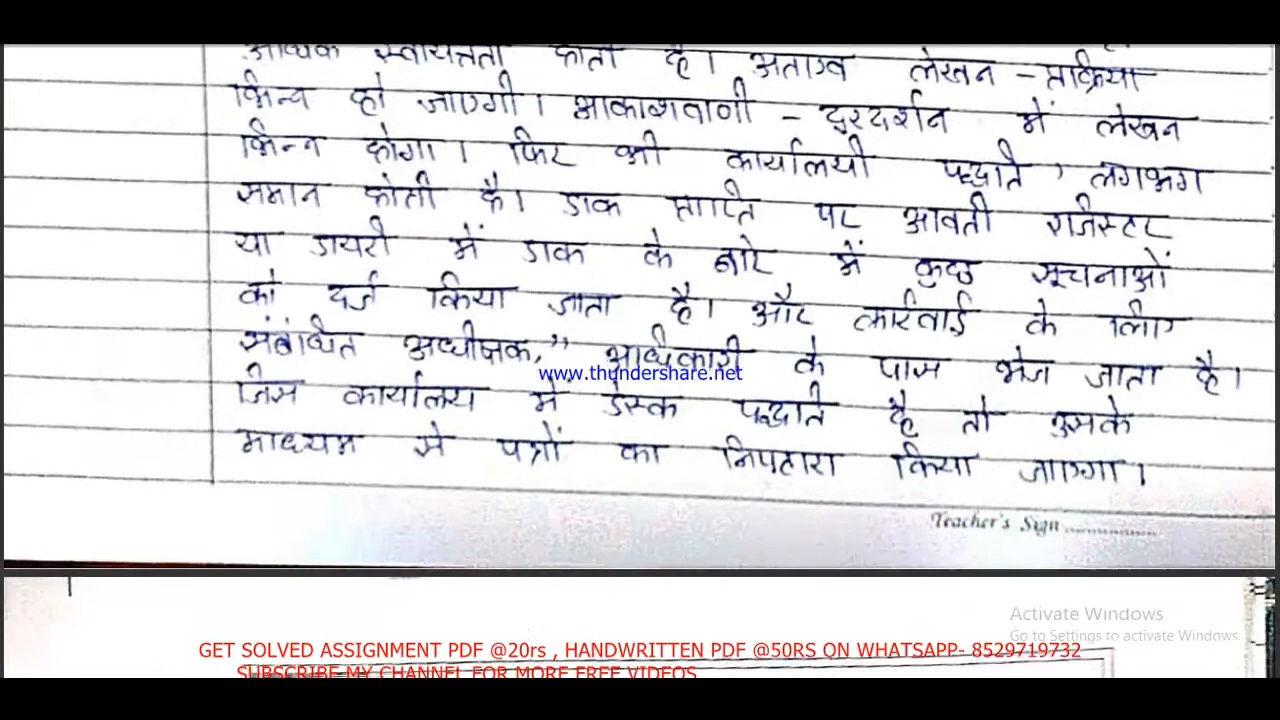 अधिक स्वायत्तता होती है। अतएव लेखन - प्रक्रिया
भिन्न हो जाएगी। आकाशवाणी - दूरदर्शन में लेखन
भिन्न होगा। फिर भी कार्यालयी पद्धति, लगभग
समान होती है। डाक प्राप्ति पर आवती रजिस्टर
या डायरी में डाक के बारे में कुछ सूचनाओं
को दर्ज किया जाता है। और कार्रवाई के लिए
संबंधित अधीक्षक," अधिकारी के पास भेज जाता है।
www.thundershare.net
जिस कार्यालय में डेस्क पद्धति है तो उसके
माध्यम से पत्रों का निपटारा किया जाएगा।
Teacher's Sign ................
Activate Windows
Go to Settings to activate Windows.
GET SOLVED ASSIGNMENT PDF @20rs , HANDWRITTEN PDF @50RS ON WHATSAPP- 8529719732
SUBSCRIBE MY CHANNEL FOR MORE FREE VIDEOS